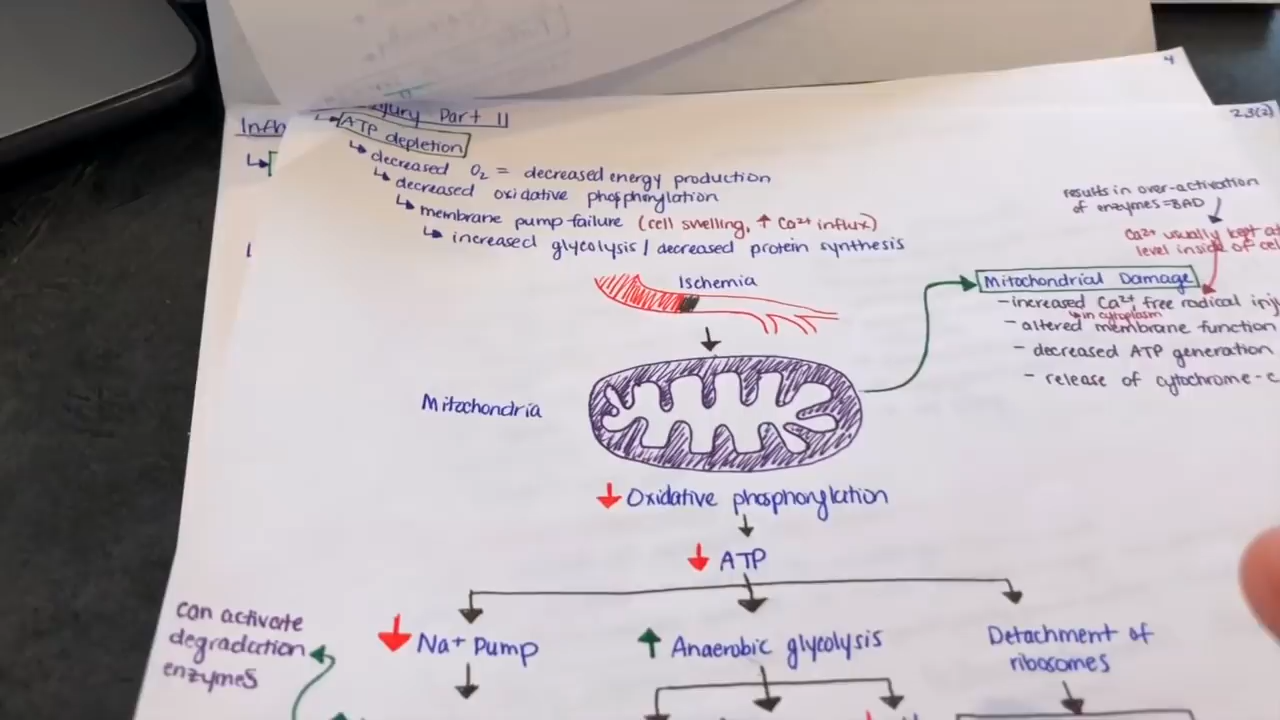 4
23(2)
Part II
ATP depletion
↳ decreased O₂ = decreased energy production
↳ decreased oxidative phosphorylation
↳ membrane pump failure (cell swelling, ↑ Ca²⁺ influx)
↳ increased glycolysis / decreased protein synthesis
results in over-activation
of enzymes=BAD
Ca²⁺ usually kept at
level inside of
Ischemia
Mitochondrial Damage
- increased Ca²⁺, free radical
in cytoplasm
- altered membrane function
- decreased ATP generation
- release of cytochrome-c
Mitochondria
↓ Oxidative phosphorylation
↓ ATP
can activate
degradation
enzymes
↓ Na⁺ Pump
↑ Anaerobic glycolysis
Detachment of
ribosomes